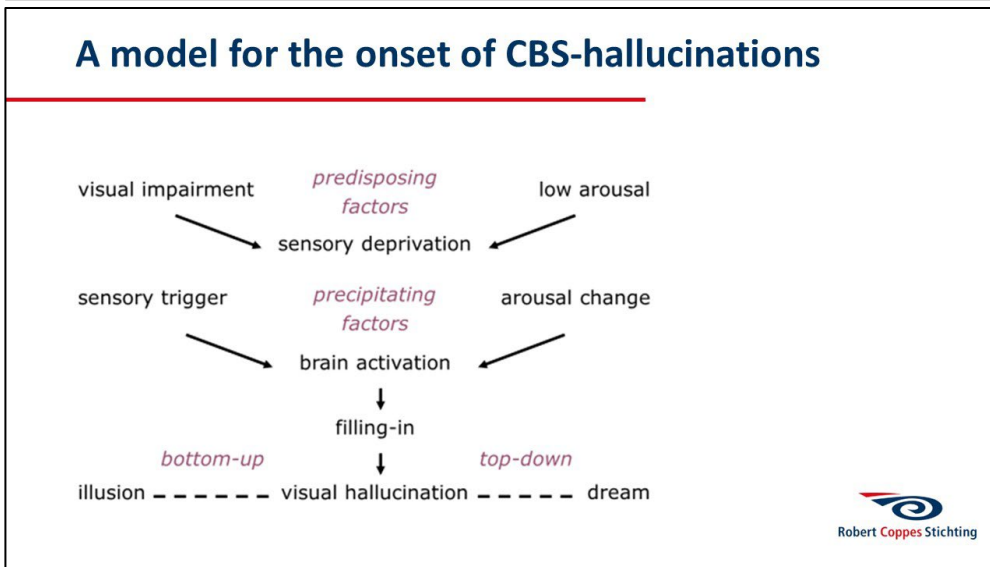 A model for the onset of CBS-hallucinations
visual impairment
predisposing
factors
low arousal
sensory deprivation
sensory trigger
precipitating
factors
arousal change
brain activation
filling-in
bottom-up
top-down
illusion
visual hallucination
dream
Robert Coppes Stichting